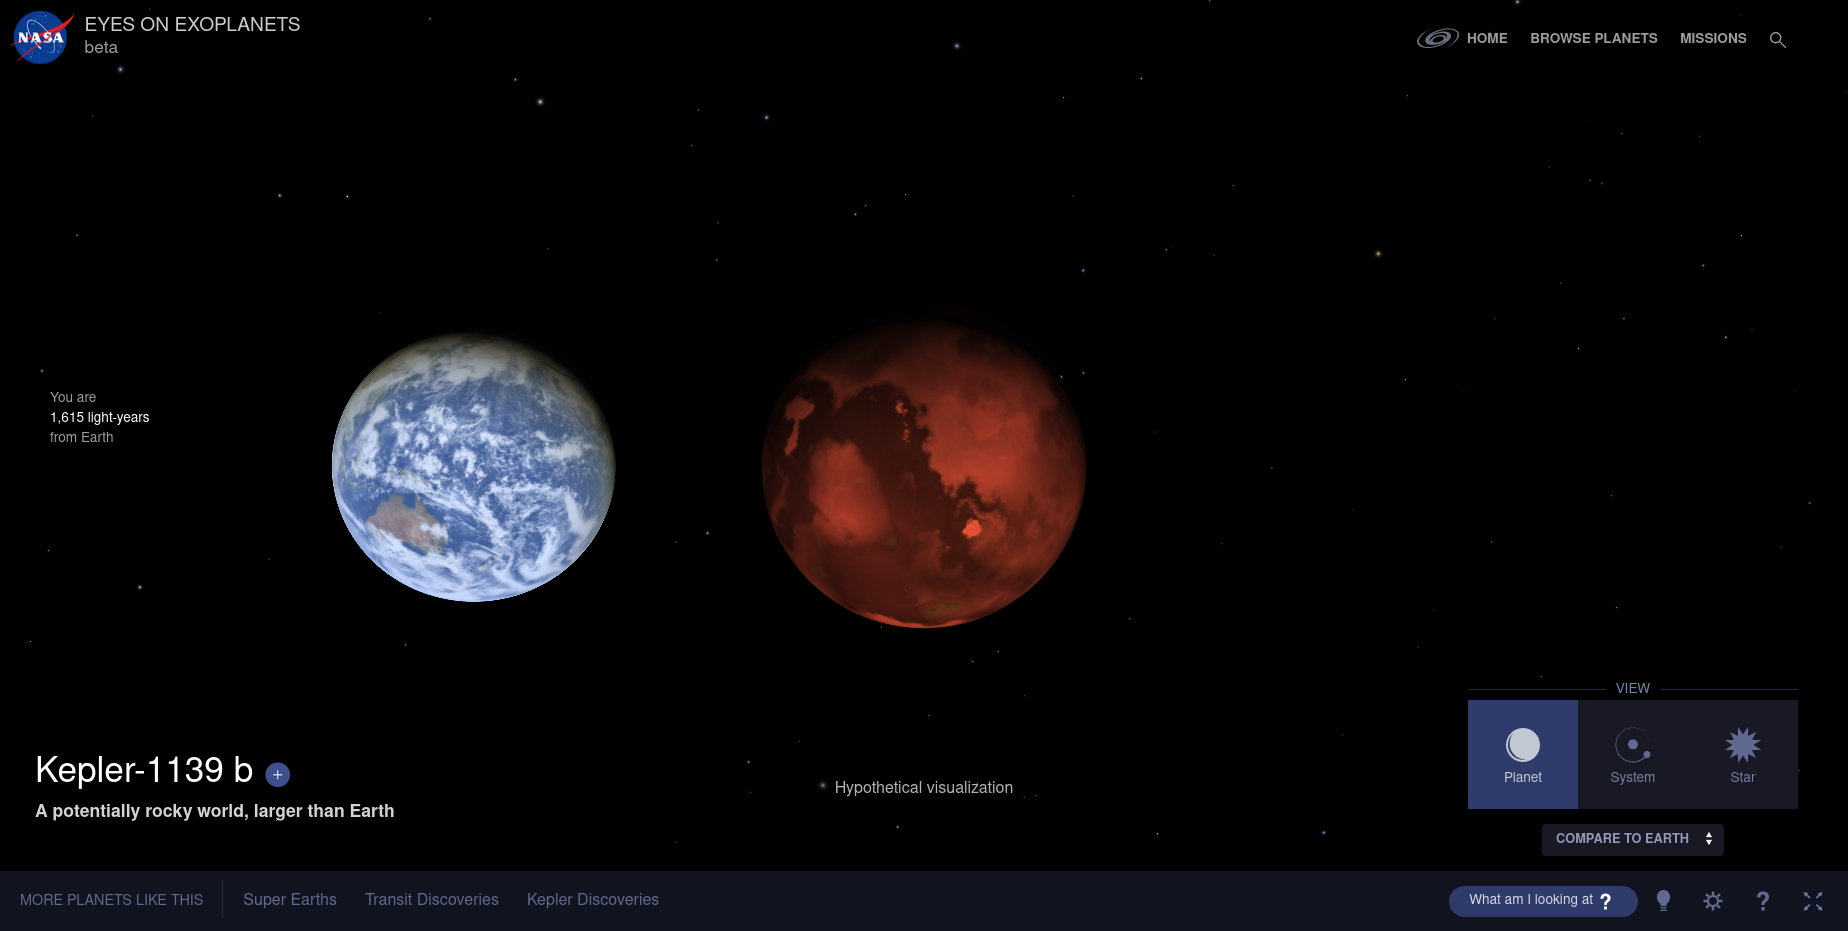 NASA
EYES ON EXOPLANETS
beta
HOME
BROWSE PLANETS
MISSIONS
You are
1,615 light-years
from Earth
Kepler-1139 b +
A potentially rocky world, larger than Earth
Hypothetical visualization
VIEW
Planet
System
Star
COMPARE TO EARTH
MORE PLANETS LIKE THIS
Super Earths
Transit Discoveries
Kepler Discoveries
What am I looking at ?
?